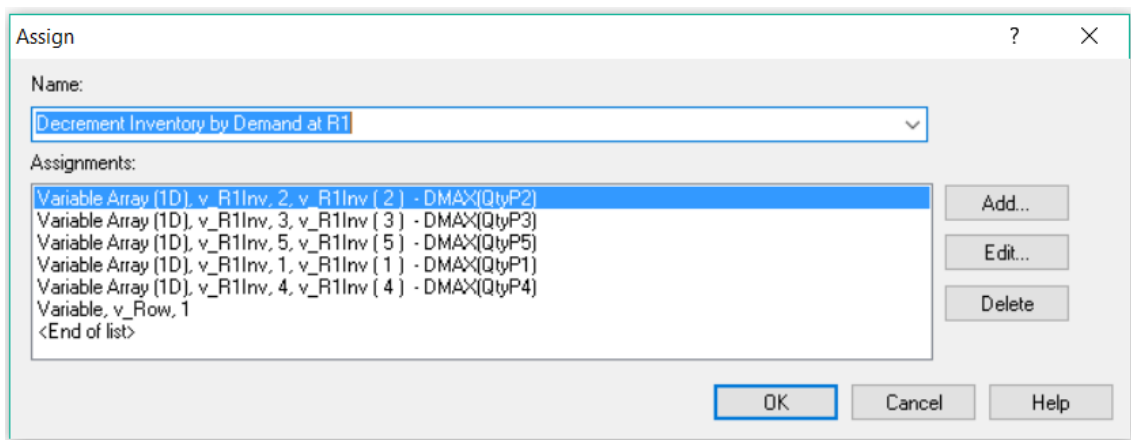 Assign
?
Name:
Decrement Inventory by Demand at R1
Assignments:
Variable Array (1D), v_R1Inv, 2, v_R1Inv ( 2 )  - DMAX(QtyP2)
Variable Array (1D), v_R1Inv, 3, v_R1Inv ( 3 )  - DMAX(QtyP3)
Variable Array (1D), v_R1Inv, 5, v_R1Inv ( 5 )  - DMAX(QtyP5)
Variable Array (1D), v_R1Inv, 1, v_R1Inv ( 1 )  - DMAX(QtyP1)
Variable Array (1D), v_R1Inv, 4, v_R1Inv ( 4 )  - DMAX(QtyP4)
Variable, v_Row, 1
<End of list>
Add...
Edit...
Delete
OK
Cancel
Help